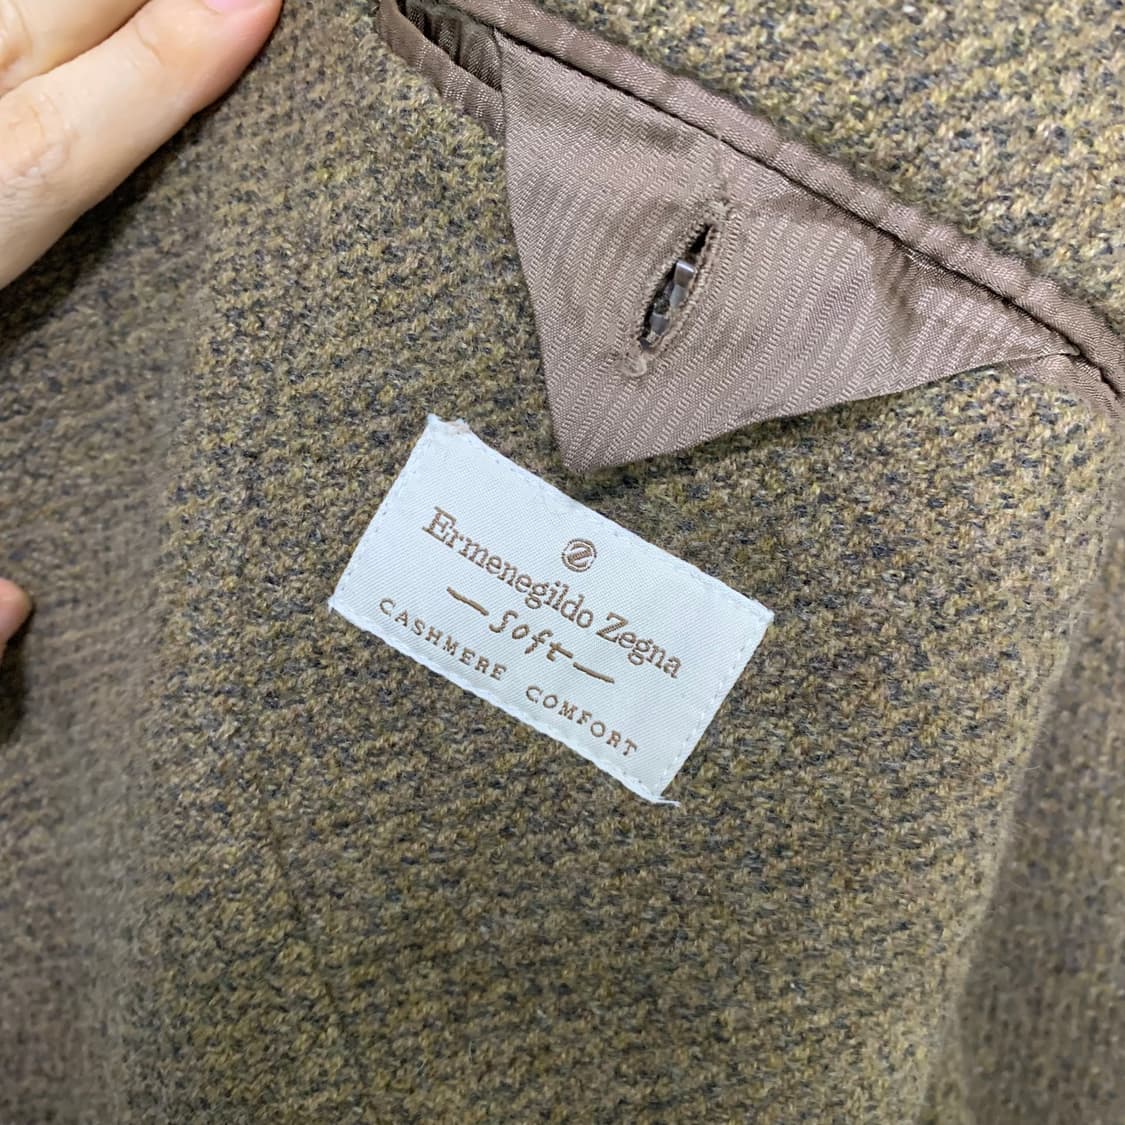 Z
Ermenegildo Zegna
soft
CASHMERE COMFORT